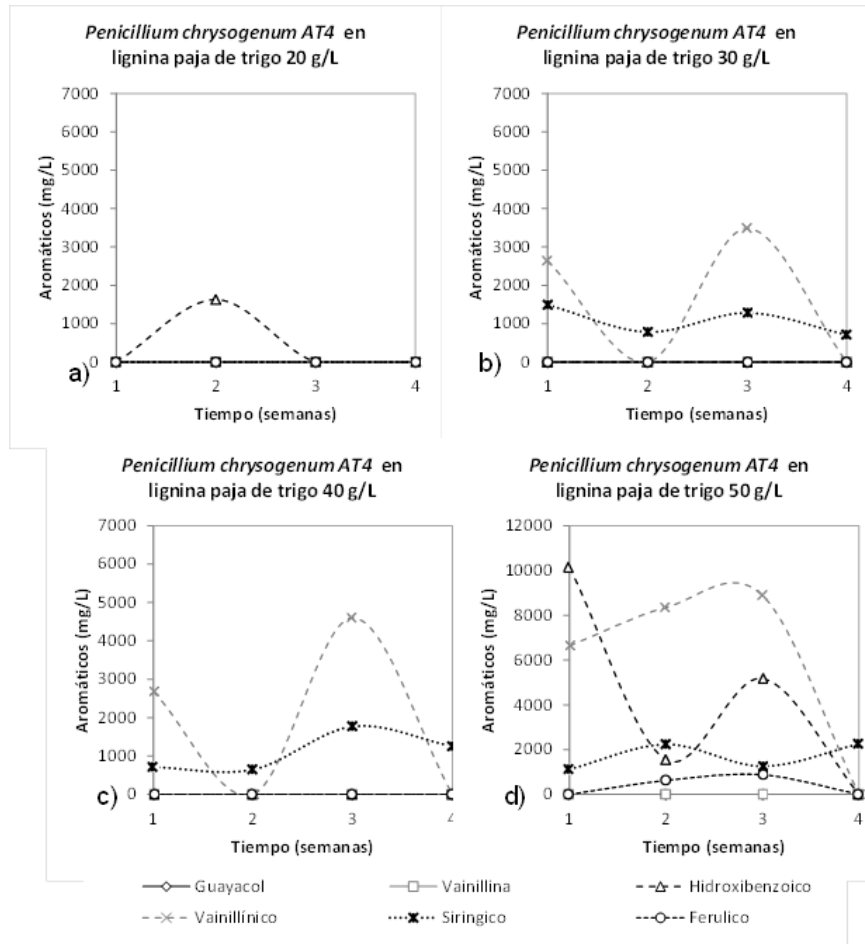 Penicillium chrysogenum AT4 en
lignina paja de trigo 20 g/L
7000
6000
5000
4000
3000
2000
1000
0
Aromáticos (mg/L)
a)
1 2 3 4
Tiempo (semanas)
Penicillium chrysogenum AT4 en
lignina paja de trigo 30 g/L
7000
6000
5000
4000
3000
2000
1000
0
Aromáticos (mg/L)
b)
1 2 3 4
Tiempo (semanas)
Penicillium chrysogenum AT4 en
lignina paja de trigo 40 g/L
7000
6000
5000
4000
3000
2000
1000
0
Aromáticos (mg/L)
c)
1 2 3 4
Tiempo (semanas)
Penicillium chrysogenum AT4 en
lignina paja de trigo 50 g/L
12000
10000
8000
6000
4000
2000
0
Aromáticos (mg/L)
d)
1 2 3 4
Tiempo (semanas)
Guayacol Vainillina Hidroxibenzoico
Vainillínico Siringico Ferulico